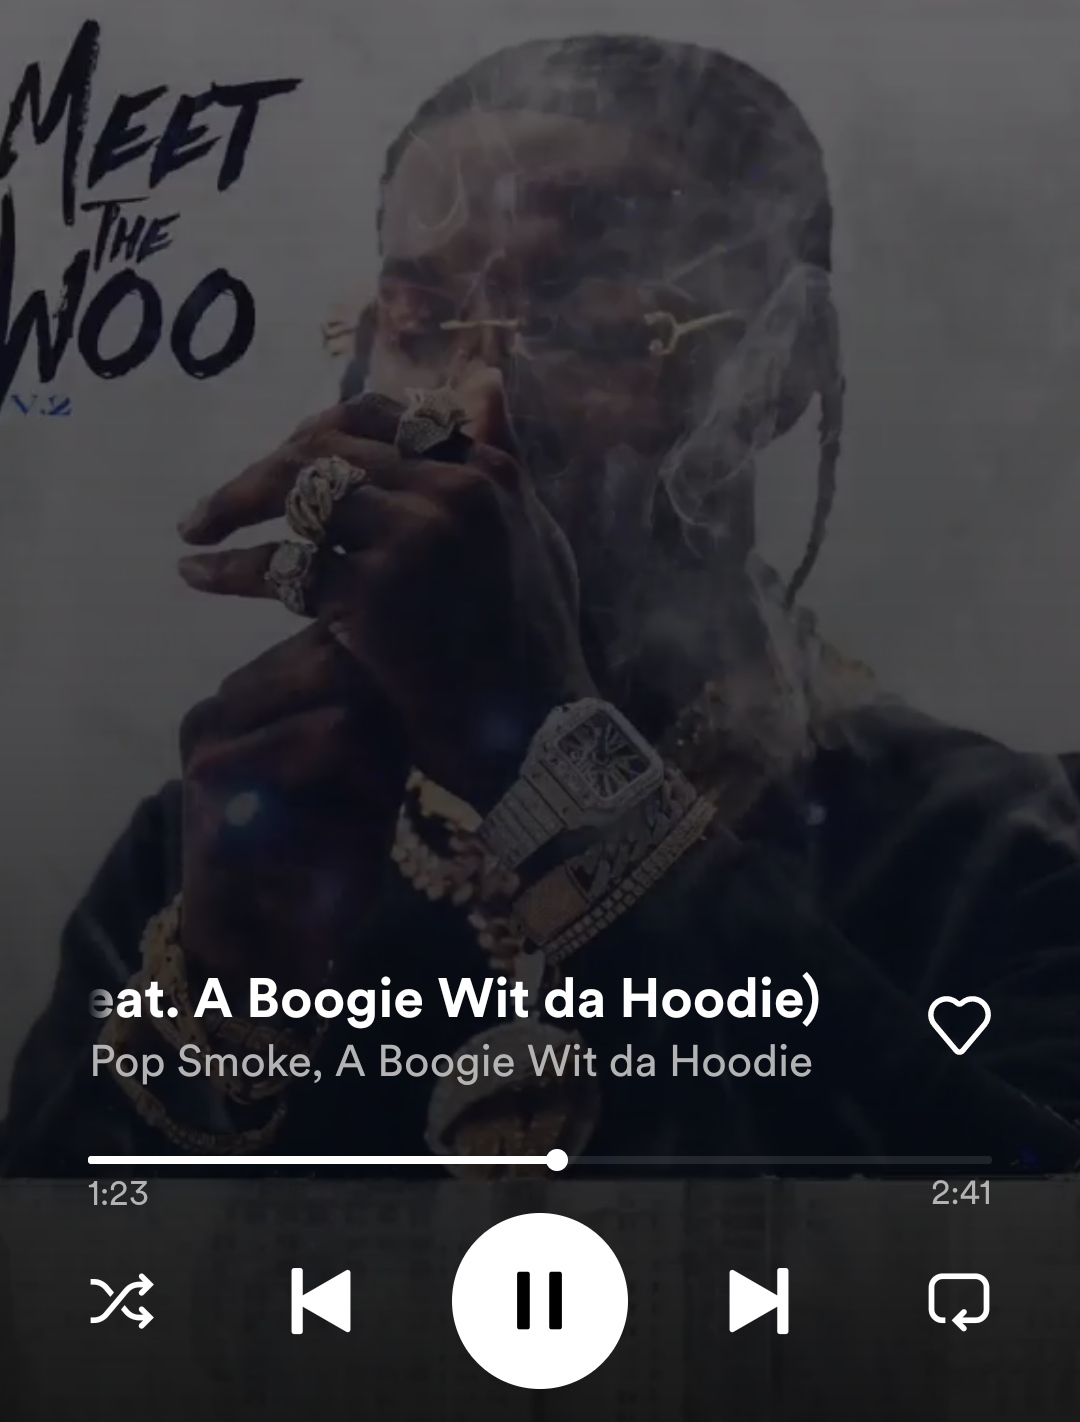 MEET
THE
WOO
V.2
eat. A Boogie Wit da Hoodie)
Pop Smoke, A Boogie Wit da Hoodie
1:23
2:41